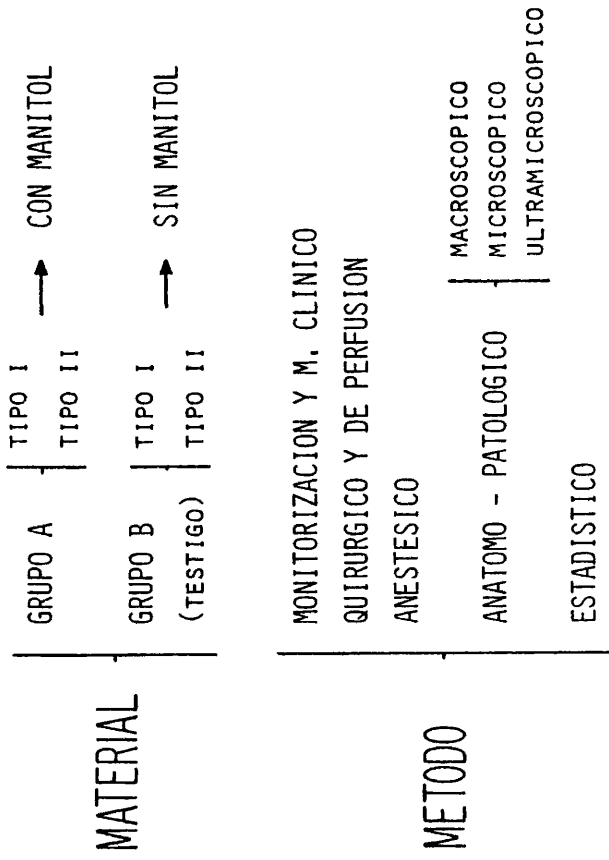 MATERIAL
GRUPO A
TIPO I
TIPO II
→ CON MANITOL
GRUPO B
(TESTIGO)
TIPO I
TIPO II
→ SIN MANITOL
METODO
MONITORIZACION Y M. CLINICO
QUIRURGICO Y DE PERFUSION
ANESTESICO
ANATOMO - PATOLOGICO
MACROSCOPICO
MICROSCOPICO
ULTRAMICROSCOPICO
ESTADISTICO